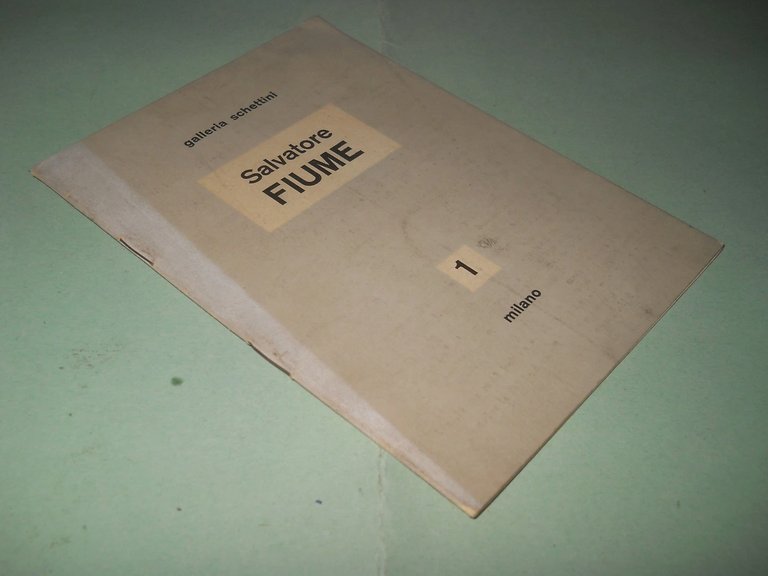 galleria schettini
Salvatore
FIUME
1
milano